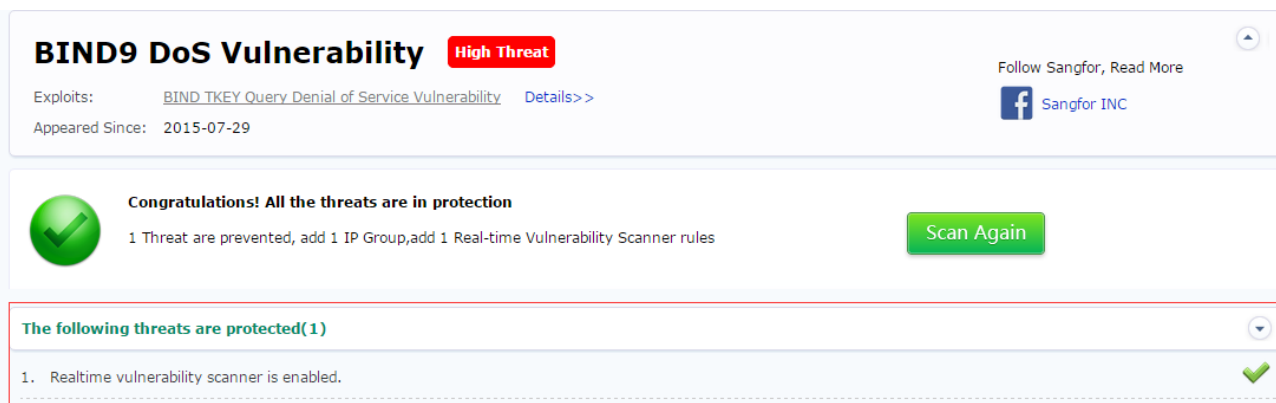 BIND9 DoS Vulnerability High Threat
Follow Sangfor, Read More
Exploits: BIND TKEY Query Denial of Service Vulnerability Details>>
Sangfor INC
Appeared Since: 2015-07-29
Congratulations! All the threats are in protection
1 Threat are prevented, add 1 IP Group,add 1 Real-time Vulnerability Scanner rules
Scan Again
The following threats are protected(1)
1. Realtime vulnerability scanner is enabled.